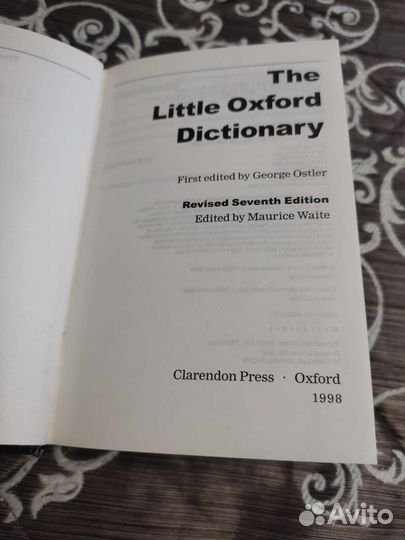 The
Little Oxford
Dictionary
First edited by George Ostler
Revised Seventh Edition
Edited by Maurice Waite
Clarendon Press · Oxford
1998
Avito